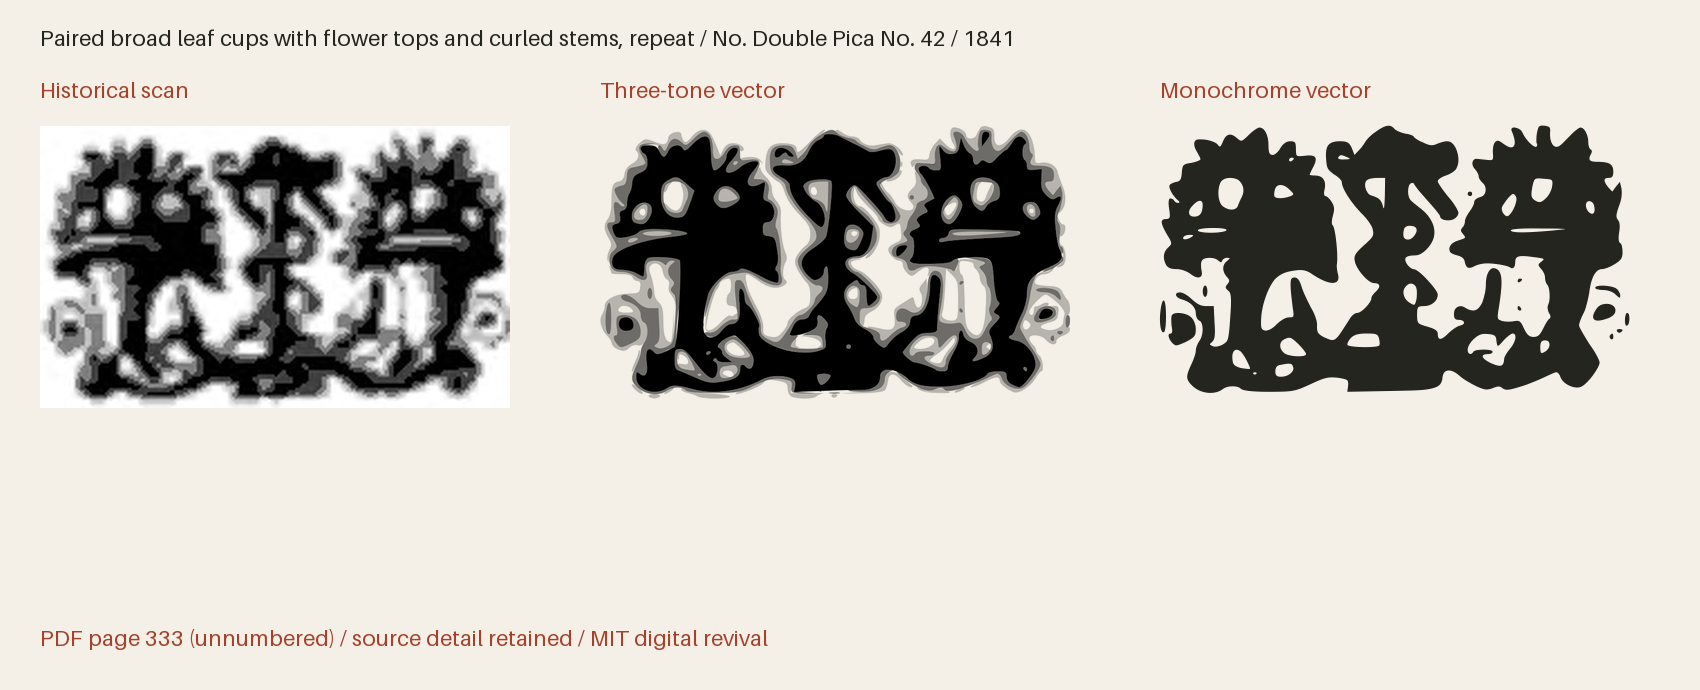 Paired broad leaf cups with flower tops and curled stems, repeat / No. Double Pica No. 42 / 1841
Historical scan
Three-tone vector
Monochrome vector
PDF page 333 (unnumbered) / source detail retained / MIT digital revival